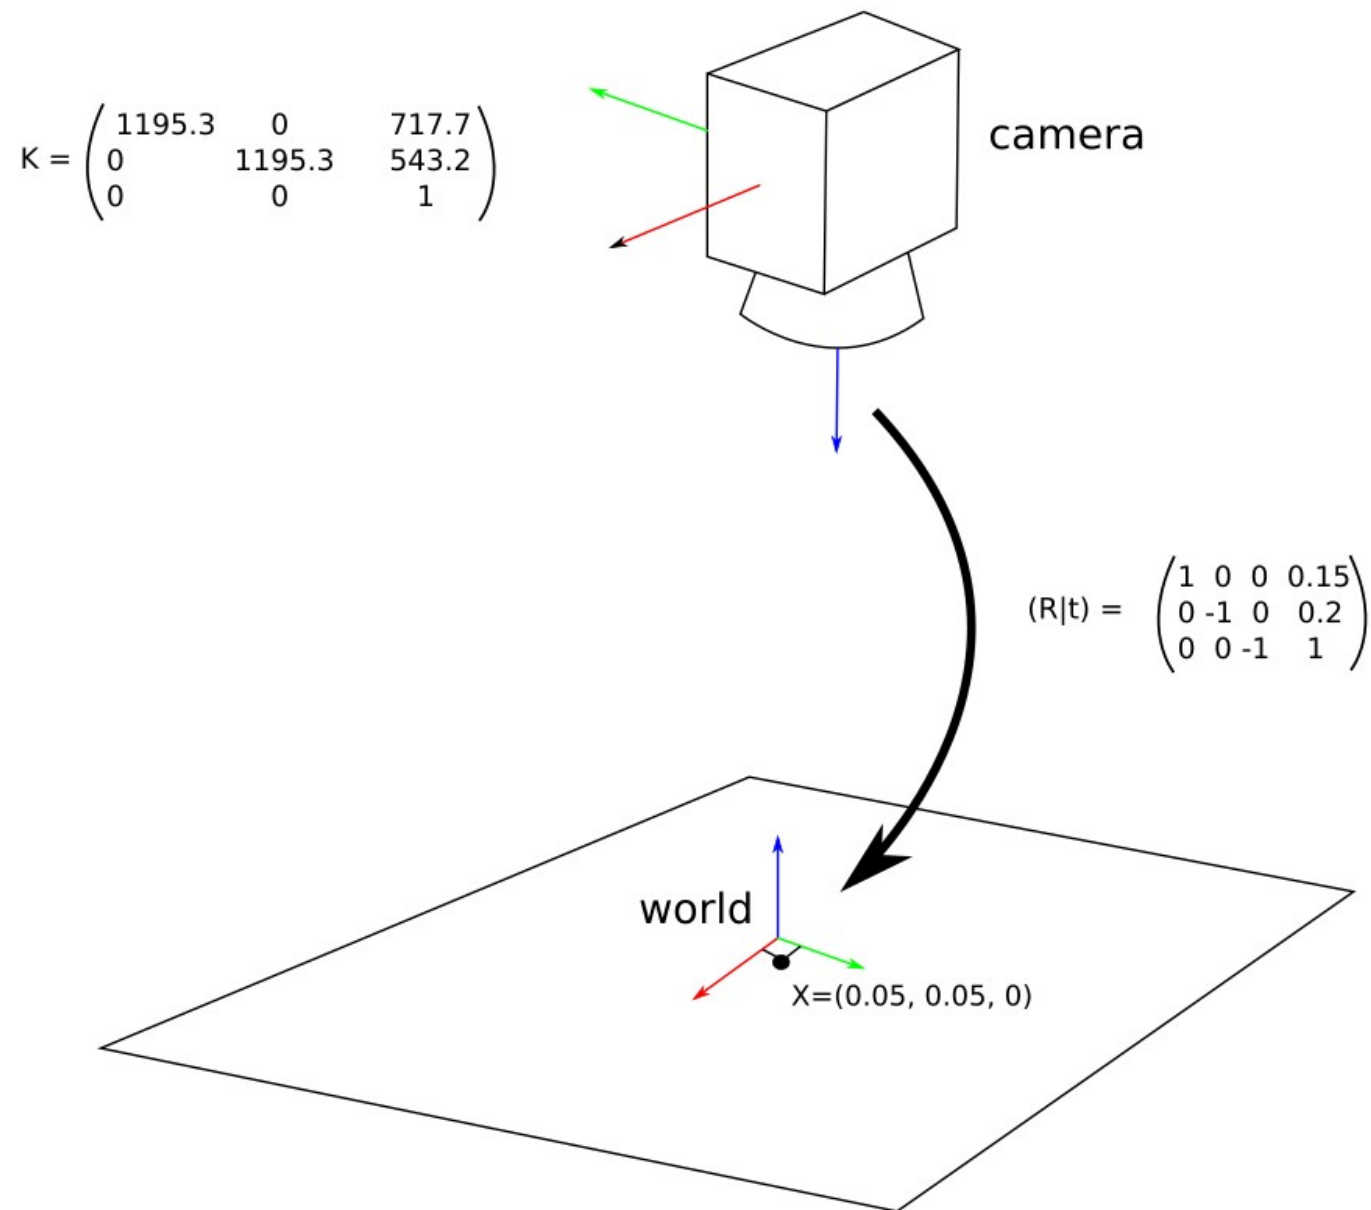 camera
K = 
1195.3 0 717.7
0 1195.3 543.2
0 0 1
(R|t) = 
1 0 0 0.15
0 -1 0 0.2
0 0 -1 1
world
X=(0.05, 0.05, 0)